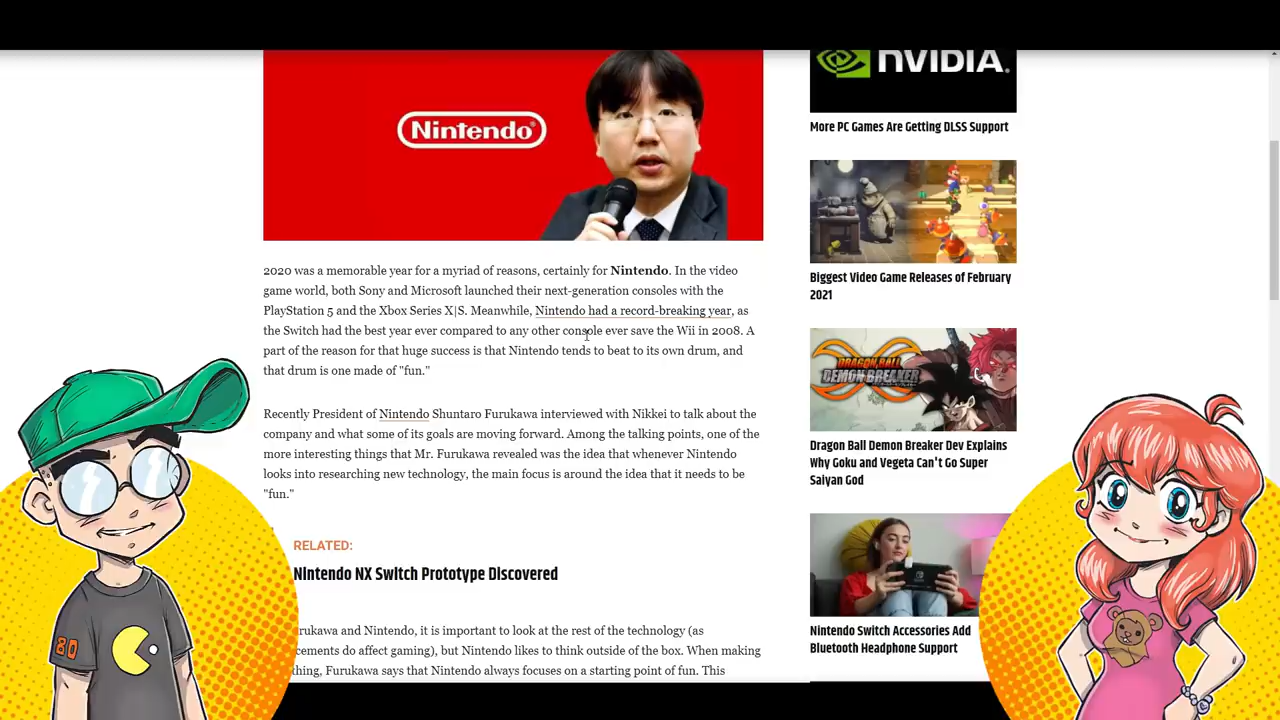 Nintendo
2020 was a memorable year for a myriad of reasons, certainly for Nintendo. In the video
game world, both Sony and Microsoft launched their next-generation consoles with the
PlayStation 5 and the Xbox Series X|S. Meanwhile, Nintendo had a record-breaking year, as
the Switch had the best year ever compared to any other console ever save the Wii in 2008. A
part of the reason for that huge success is that Nintendo tends to beat to its own drum, and
that drum is one made of "fun."
Recently President of Nintendo Shuntaro Furukawa interviewed with Nikkei to talk about the
company and what some of its goals are moving forward. Among the talking points, one of the
more interesting things that Mr. Furukawa revealed was the idea that whenever Nintendo
looks into researching new technology, the main focus is around the idea that it needs to be
"fun."
RELATED:
Nintendo NX Switch Prototype Discovered
rukawa and Nintendo, it is important to look at the rest of the technology (as
cements do affect gaming), but Nintendo likes to think outside of the box. When making
thing, Furukawa says that Nintendo always focuses on a starting point of fun. This
NVIDIA.
More PC Games Are Getting DLSS Support
Biggest Video Game Releases of February
2021
DRAGON BALL
DEMON BREAKER
Dragon Ball Demon Breaker Dev Explains
Why Goku and Vegeta Can't Go Super
Saiyan God
Nintendo Switch Accessories Add
Bluetooth Headphone Support
80